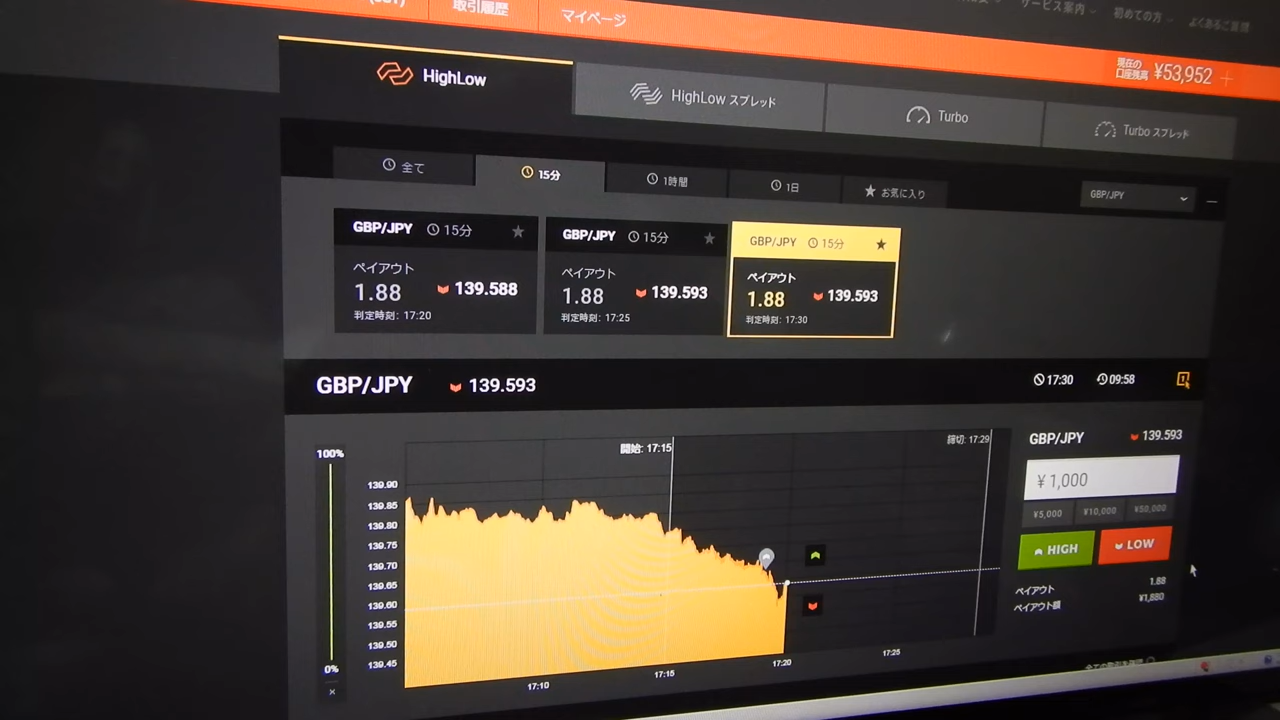 取引履歴
マイページ
サービス案内
初めての方
よくあるご質問
現在の
口座残高
¥53,952
HighLow
HighLow スプレッド
Turbo
Turbo スプレッド
全て
15分
1時間
1日
お気に入り
GBP/JPY
GBP/JPY 15分
ペイアウト
1.88 139.588
判定時刻: 17:20
GBP/JPY 15分
ペイアウト
1.88 139.593
判定時刻: 17:25
GBP/JPY 15分
ペイアウト
1.88 139.593
判定時刻: 17:30
GBP/JPY 139.593
17:30 09:58
100%
0%
開始: 17:15
締切: 17:29
139.90
139.85
139.80
139.75
139.70
139.65
139.60
139.55
139.50
139.45
17:10
17:15
17:20
17:25
GBP/JPY 139.593
¥ 1,000
¥5,000 ¥10,000 ¥50,000
HIGH LOW
ペイアウト 1.88
ペイアウト額 ¥1,880